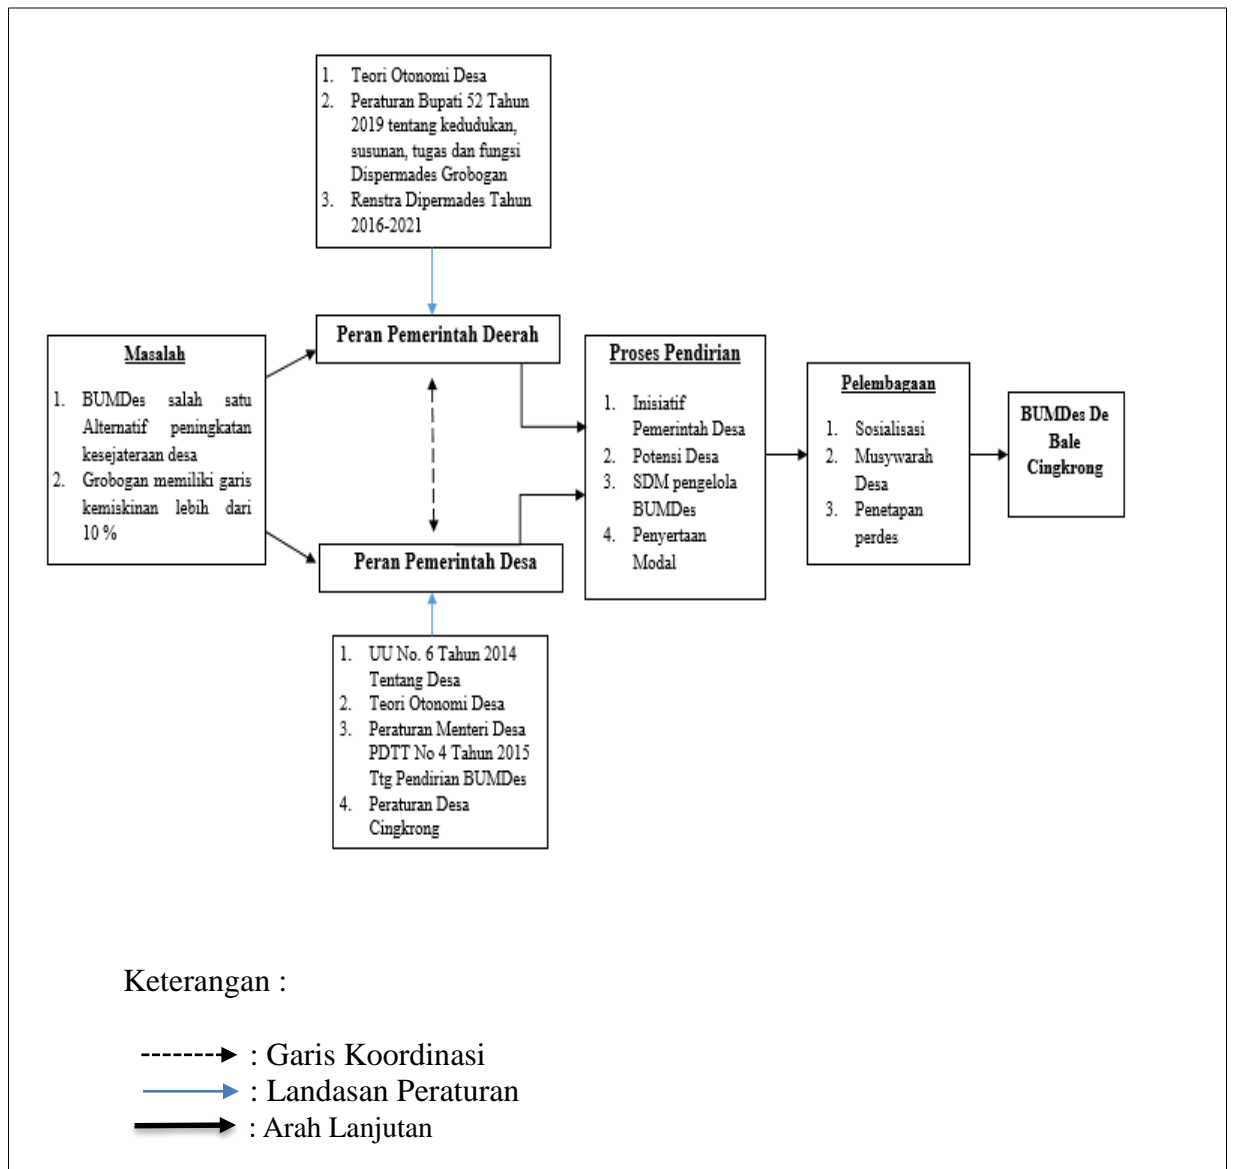 1. Teori Otonomi Desa
2. Peraturan Bupati 52 Tahun
2019 tentang kedudukan,
susunan, tugas dan fungsi
Dispermades Grobogan
3. Renstra Dipermades Tahun
2016-2021
Masalah
1. BUMDes salah satu
Alternatif peningkatan
kesejateraan desa
2. Grobogan memiliki garis
kemiskinan lebih dari
10 %
Peran Pemerintah Deerah
Peran Pemerintah Desa
1. UU No. 6 Tahun 2014
Tentang Desa
2. Teori Otonomi Desa
3. Peraturan Menteri Desa
PDTT No 4 Tahun 2015
Ttg Pendirian BUMDes
4. Peraturan Desa
Cingkrong
Proses Pendirian
1. Inisiatif
Pemerintah Desa
2. Potensi Desa
3. SDM pengelola
BUMDes
4. Penyertaan
Modal
Pelembagaan
1. Sosialisasi
2. Musywarah
Desa
3. Penetapan
perdes
BUMDes De
Bale
Cingkrong
Keterangan :
: Garis Koordinasi
: Landasan Peraturan
: Arah Lanjutan